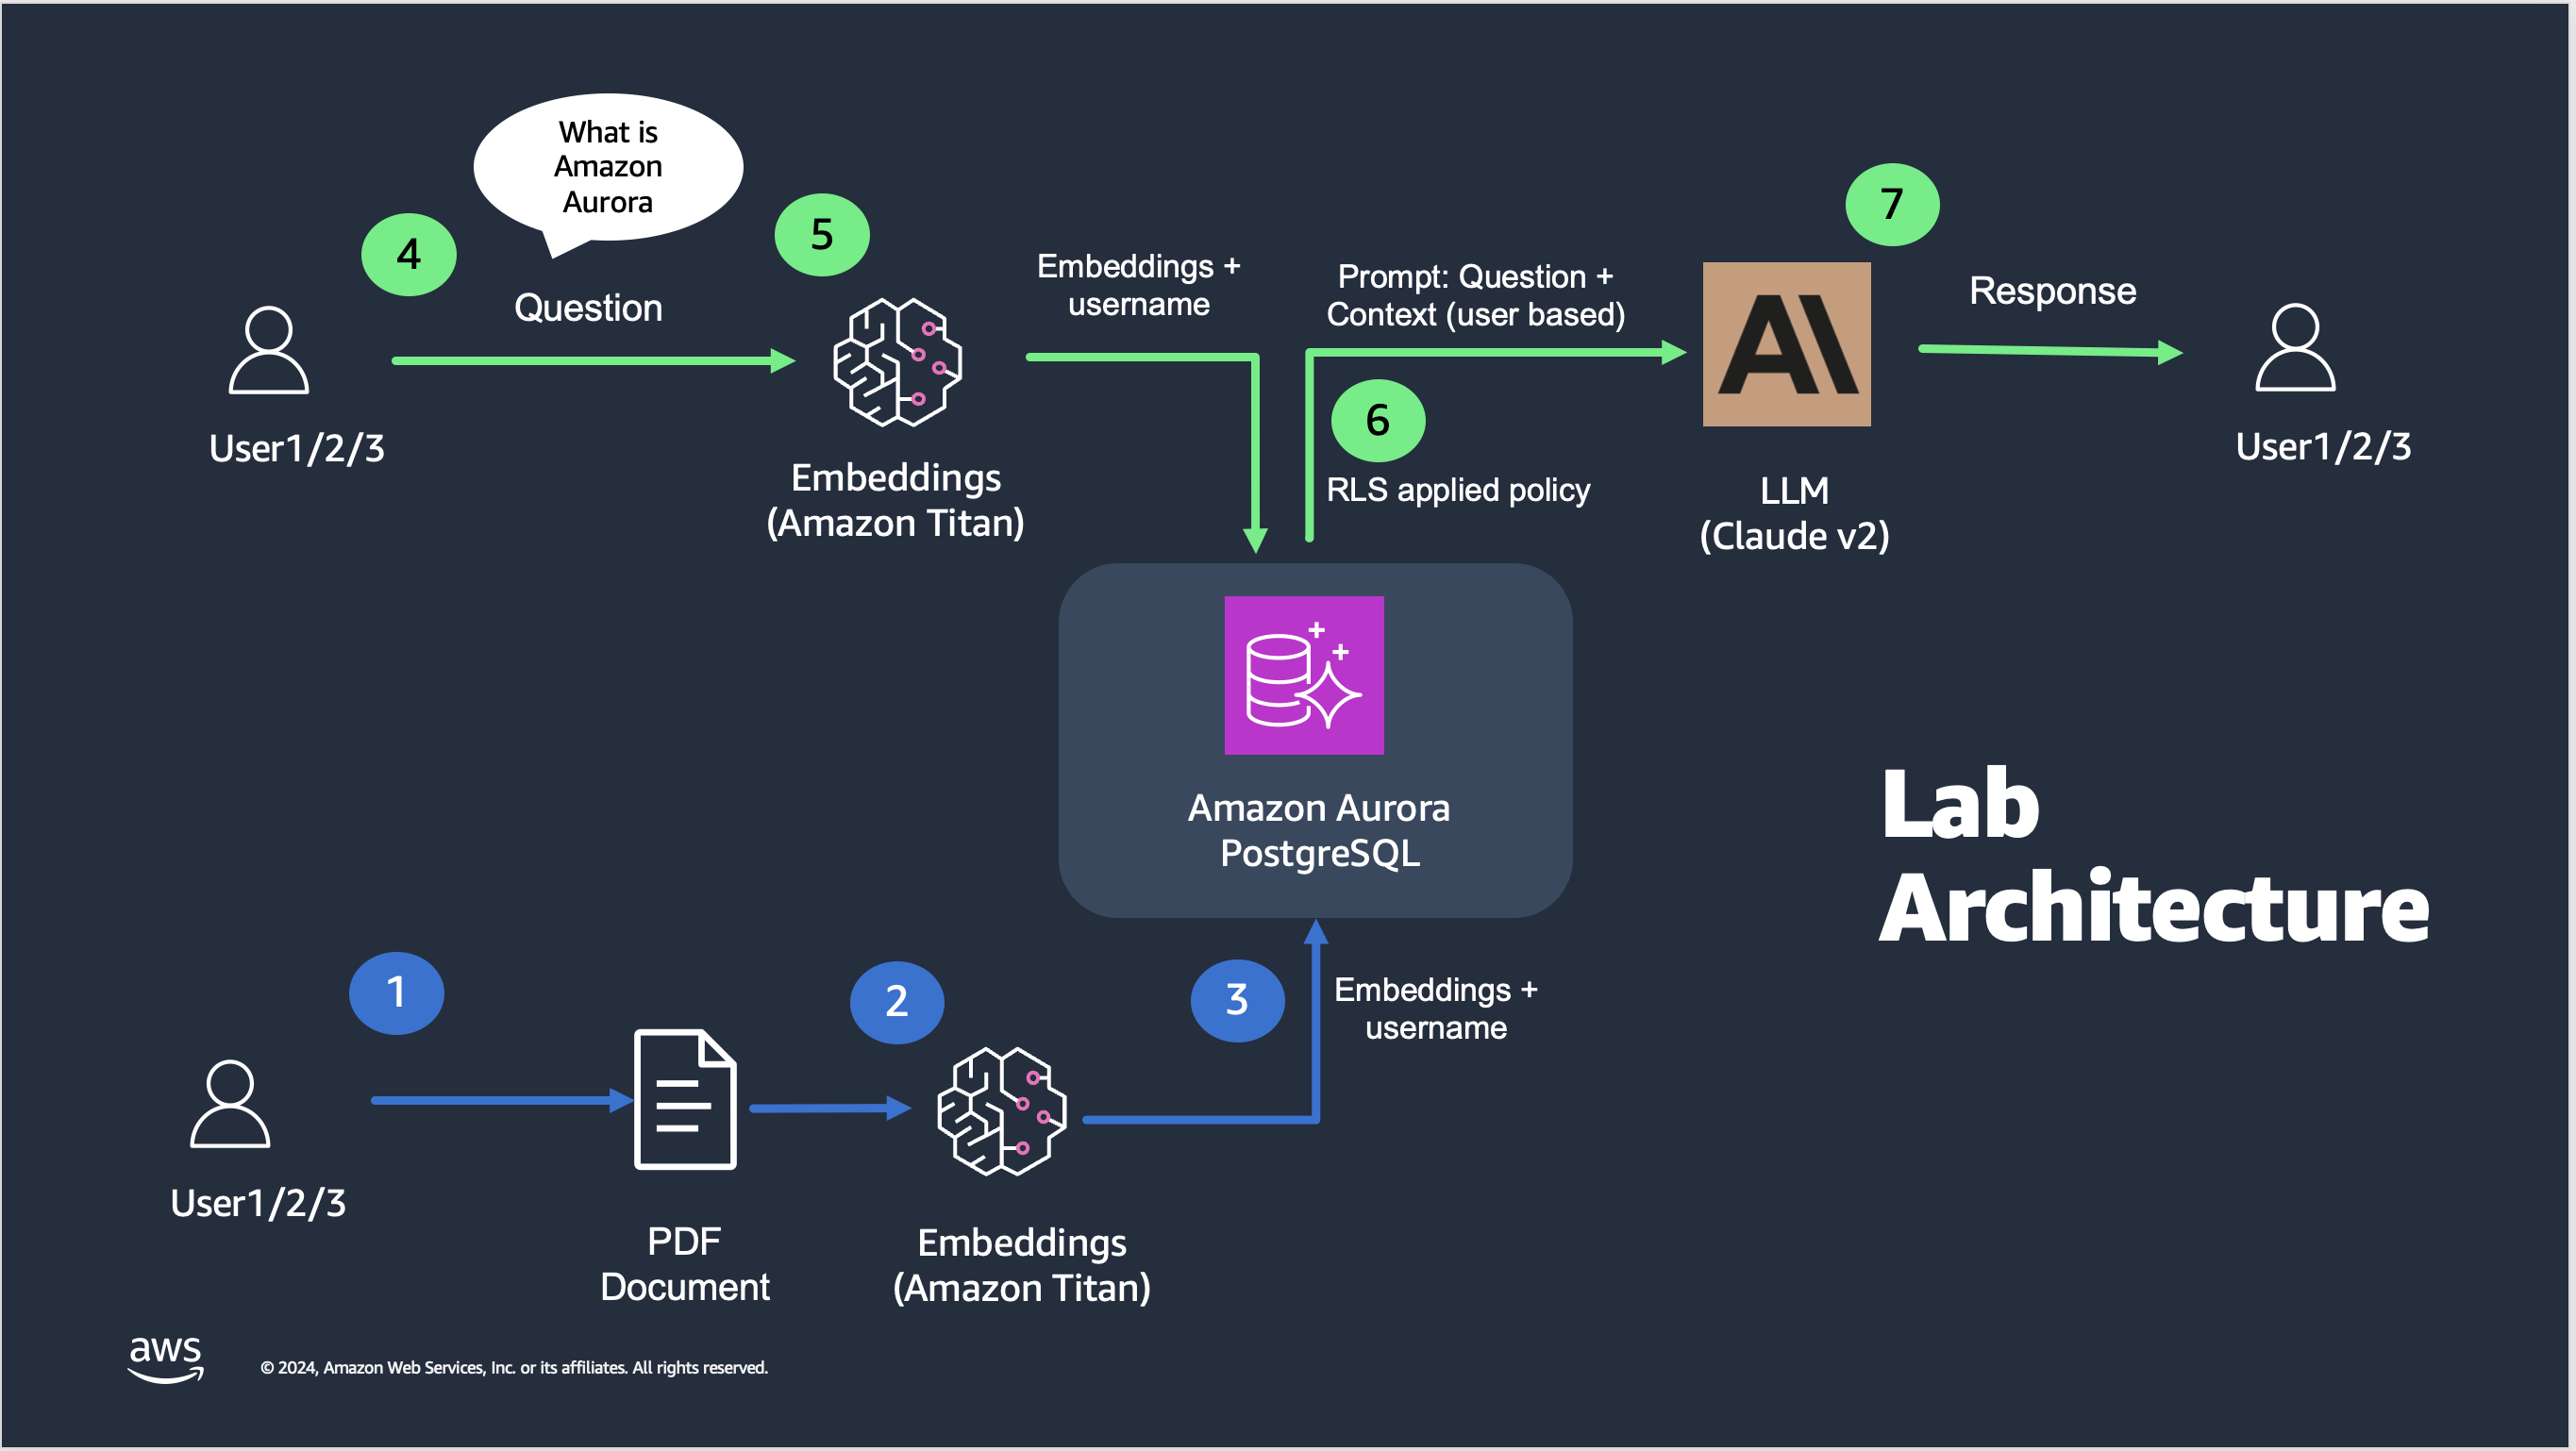 What is
Amazon
Aurora
4
Question
5
Embeddings +
username
Prompt: Question +
Context (user based)
7
Response
User1/2/3
Embeddings
(Amazon Titan)
6
RLS applied policy
LLM
(Claude v2)
User1/2/3
Amazon Aurora
PostgreSQL
Lab
Architecture
1
2
3
Embeddings +
username
User1/2/3
PDF
Document
Embeddings
(Amazon Titan)
aws
© 2024, Amazon Web Services, Inc. or its affiliates. All rights reserved.